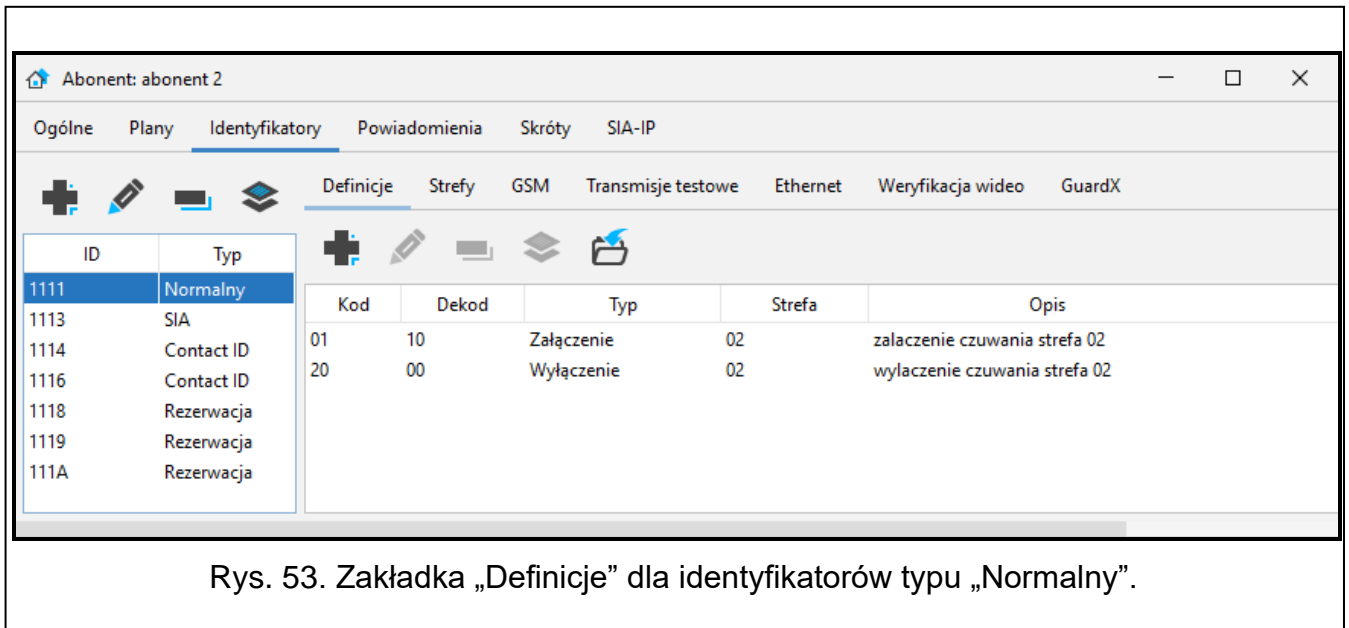 Abonent: abonent 2
Ogólne Plany Identyfikatory Powiadomienia Skróty SIA-IP
Definicje Strefy GSM Transmisje testowe Ethernet Weryfikacja wideo GuardX
ID Typ
1111 Normalny
1113 SIA
1114 Contact ID
1116 Contact ID
1118 Rezerwacja
1119 Rezerwacja
111A Rezerwacja
Kod Dekod Typ Strefa Opis
01 10 Załączenie 02 zalaczenie czuwania strefa 02
20 00 Wyłączenie 02 wylaczenie czuwania strefa 02
Rys. 53. Zakładka „Definicje” dla identyfikatorów typu „Normalny”.